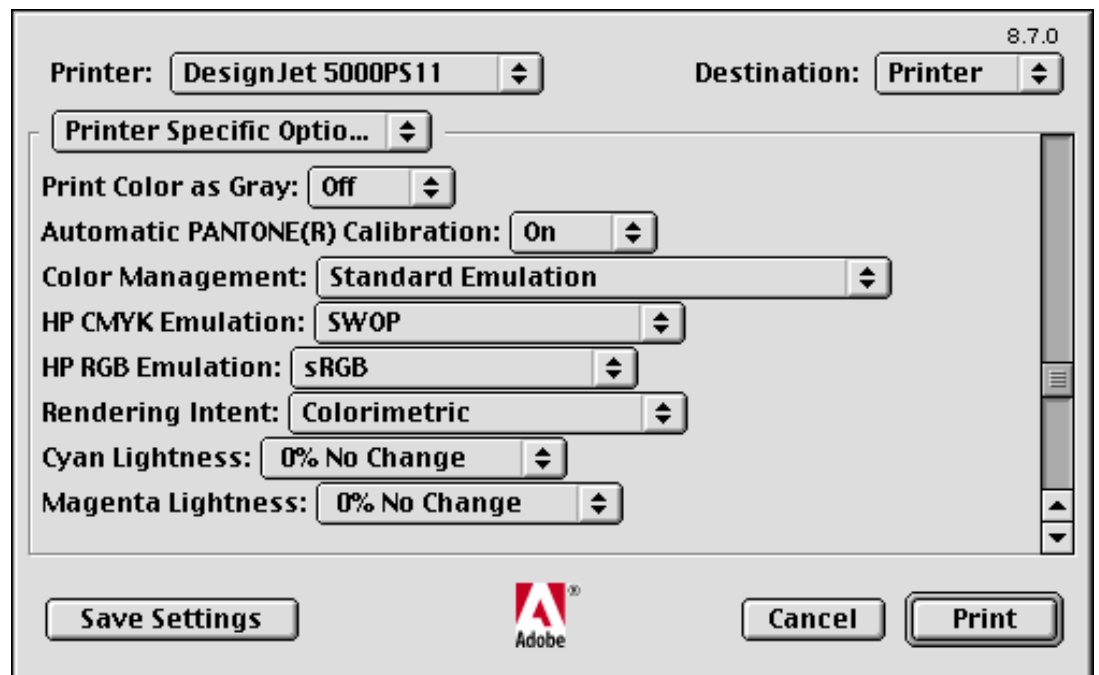 8.7.0
Printer: DesignJet 5000PS11 Destination: Printer
Printer Specific Optio...
Print Color as Gray: Off
Automatic PANTONE(R) Calibration: On
Color Management: Standard Emulation
HP CMYK Emulation: SWOP
HP RGB Emulation: sRGB
Rendering Intent: Colorimetric
Cyan Lightness: 0% No Change
Magenta Lightness: 0% No Change
Save Settings Adobe ® Cancel Print